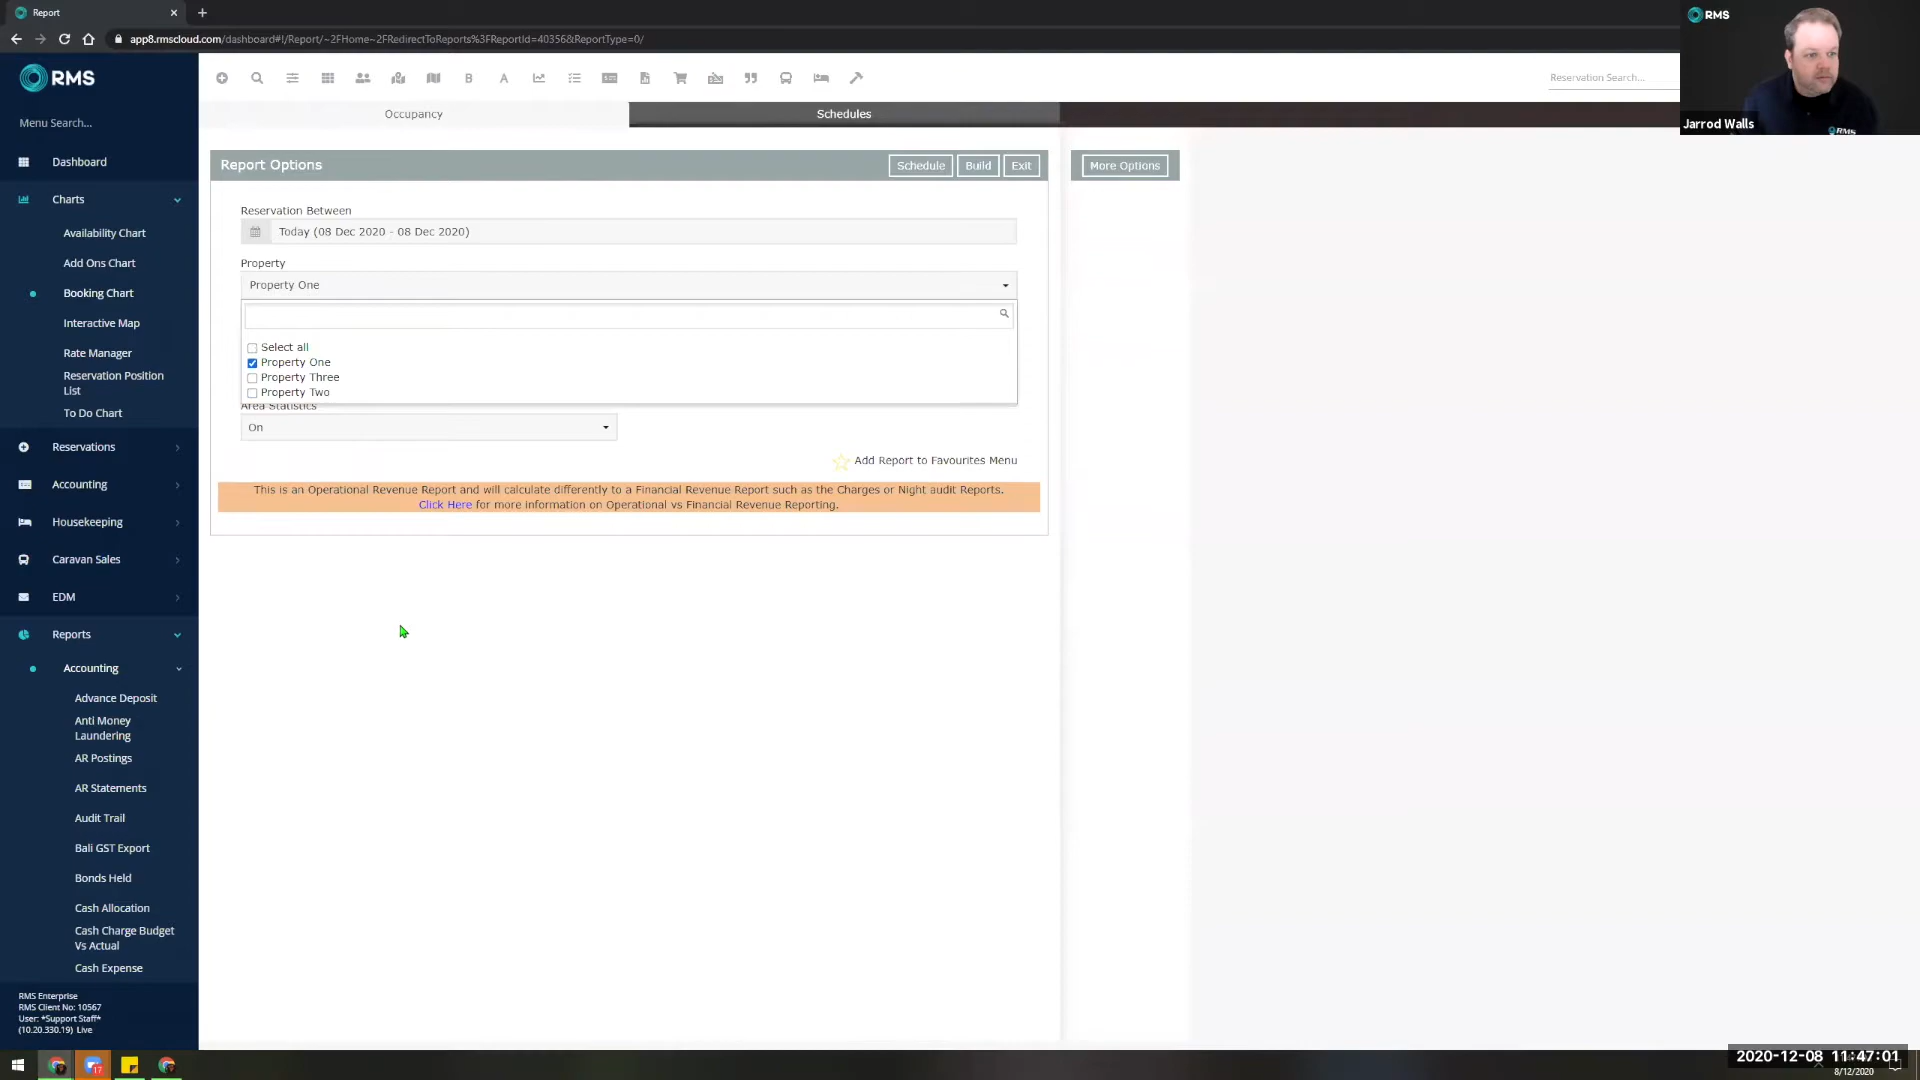 Report
app8.rmscloud.com/dashboard#!/Report/~2FHome~2FRedirectToReports%3FReportId=40356&ReportType=0/
RMS
RMS
Menu Search...
Reservation Search...
Jarrod Walls
RMS
Occupancy
Schedules
Dashboard
Charts
Availability Chart
Add Ons Chart
Booking Chart
Interactive Map
Rate Manager
Reservation Position
List
To Do Chart
Reservations
Accounting
Housekeeping
Caravan Sales
EDM
Reports
Accounting
Advance Deposit
Anti Money
Laundering
AR Postings
AR Statements
Audit Trail
Bali GST Export
Bonds Held
Cash Allocation
Cash Charge Budget
Vs Actual
Cash Expense
RMS Enterprise
RMS Client No: 10567
User: *Support Staff*
(10.20.330.19) Live
Report Options
Schedule
Build
Exit
More Options
Reservation Between
Today (08 Dec 2020 - 08 Dec 2020)
Property
Property One
Select all
Property One
Property Three
Property Two
Area Statistics
On
Add Report to Favourites Menu
This is an Operational Revenue Report and will calculate differently to a Financial Revenue Report such as the Charges or Night audit Reports.
Click Here for more information on Operational vs Financial Revenue Reporting.
17
2020-12-08 11:47:01
8/12/2020